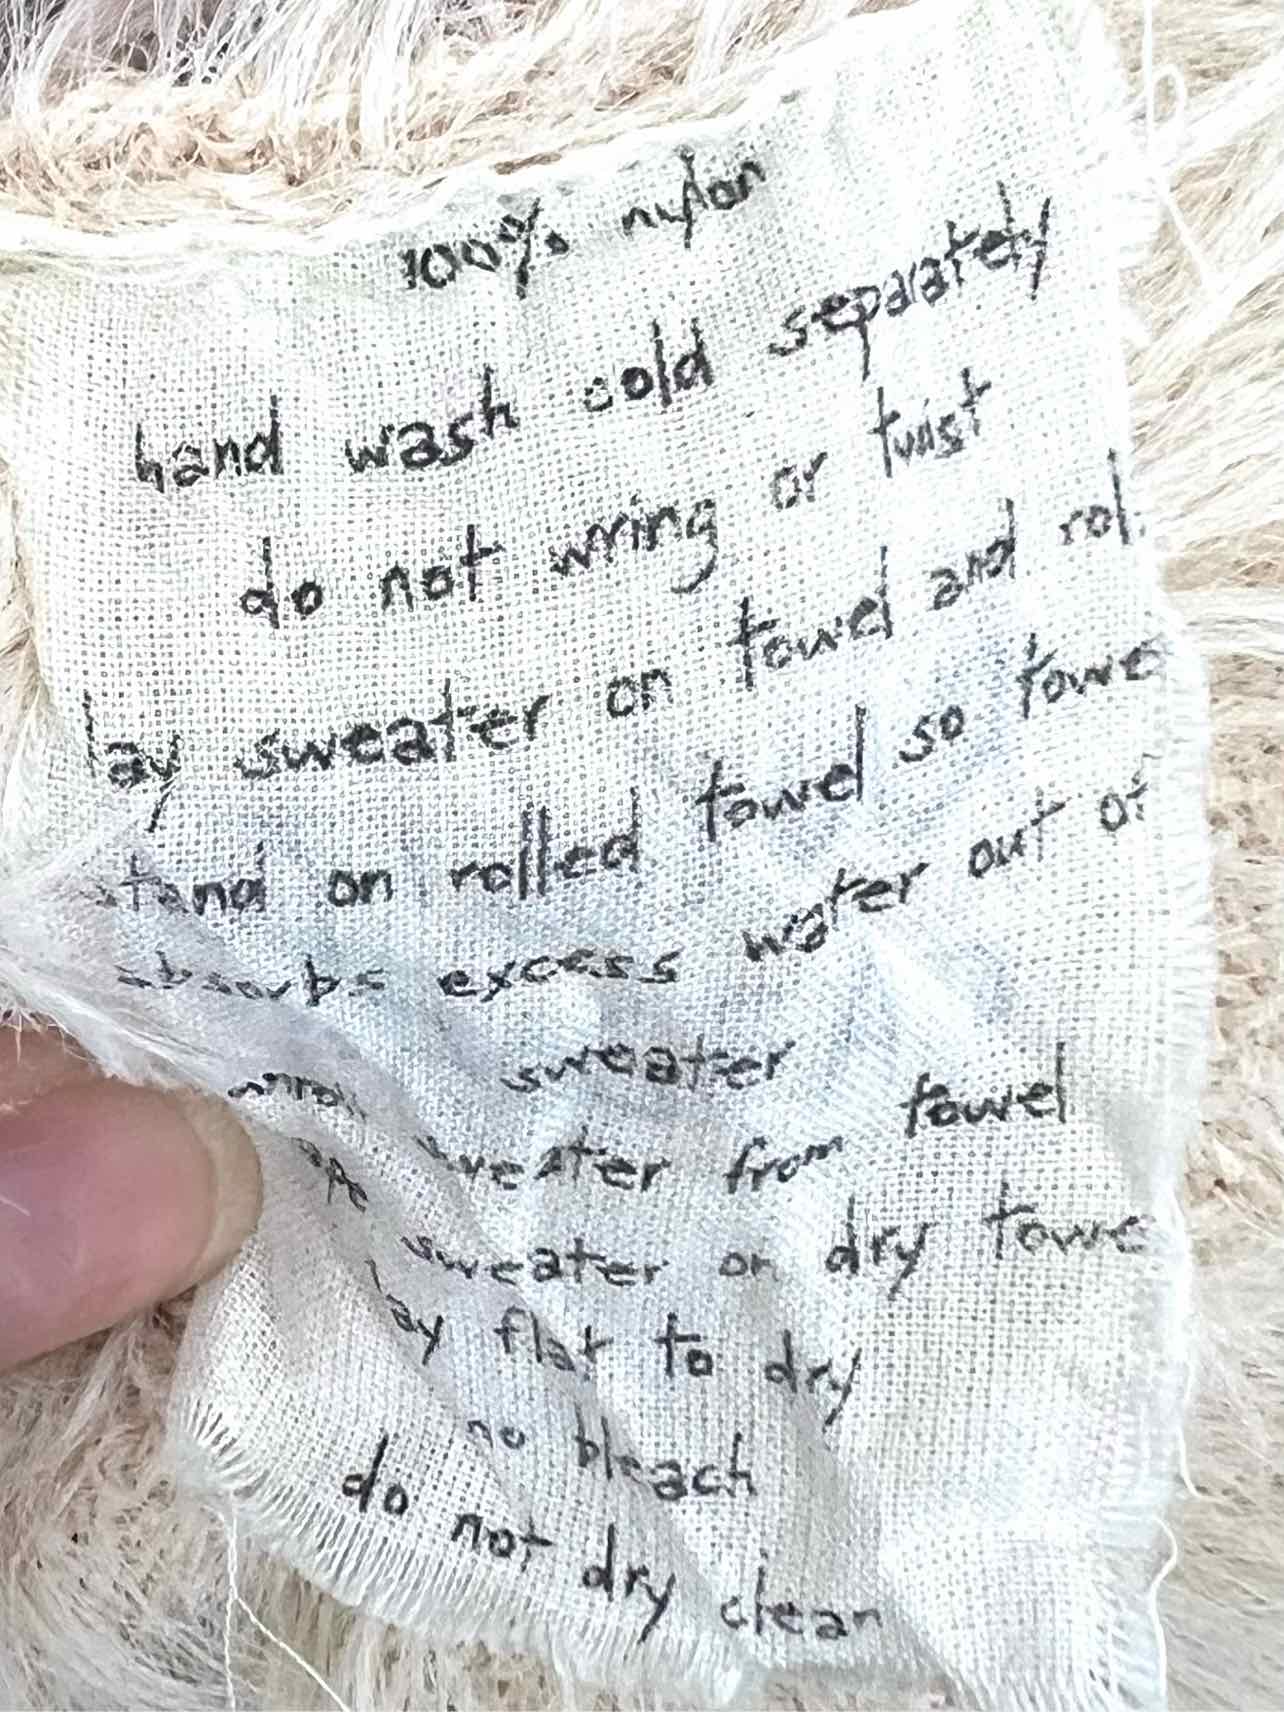 100% nylon
hand wash cold separately
do not wring or twist
lay sweater on towel and rol
tand on rolled towel so towe
absorbs excess water out of
sweater
sweater from towel
sweater on dry towe
lay flat to dry
no bleach
do not dry clean